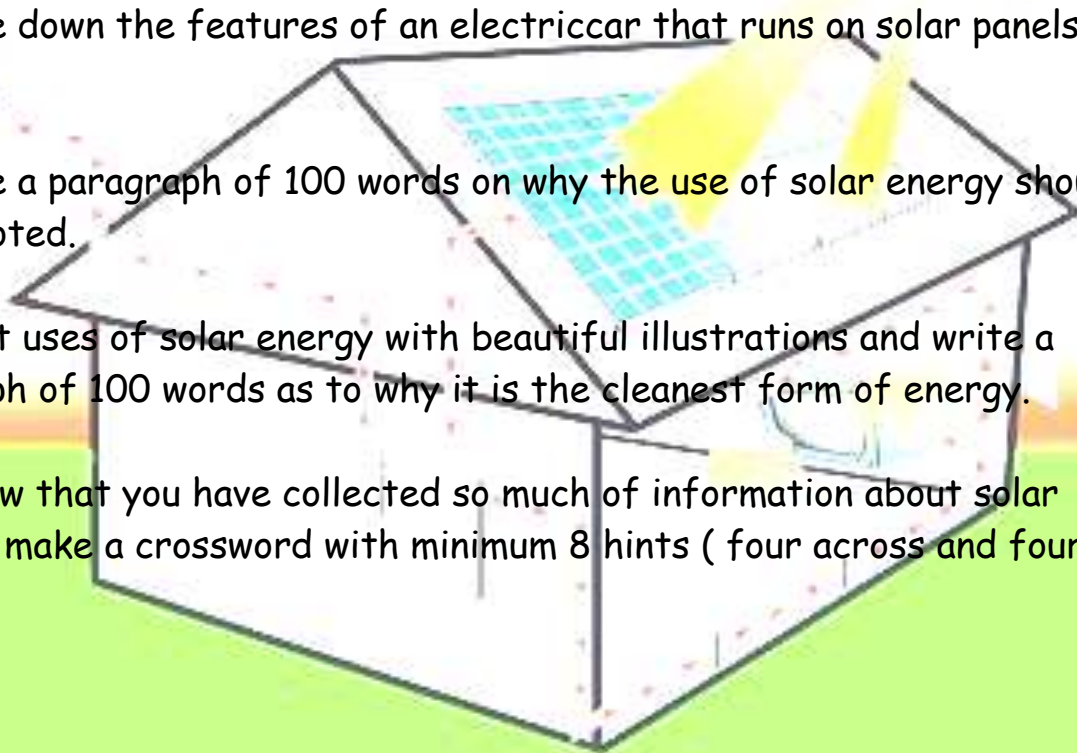 e down the features of an electriccar that runs on solar panels
e a paragraph of 100 words on why the use of solar energy shou
oted.
t uses of solar energy with beautiful illustrations and write a
ph of 100 words as to why it is the cleanest form of energy.
w that you have collected so much of information about solar
make a crossword with minimum 8 hints ( four across and four